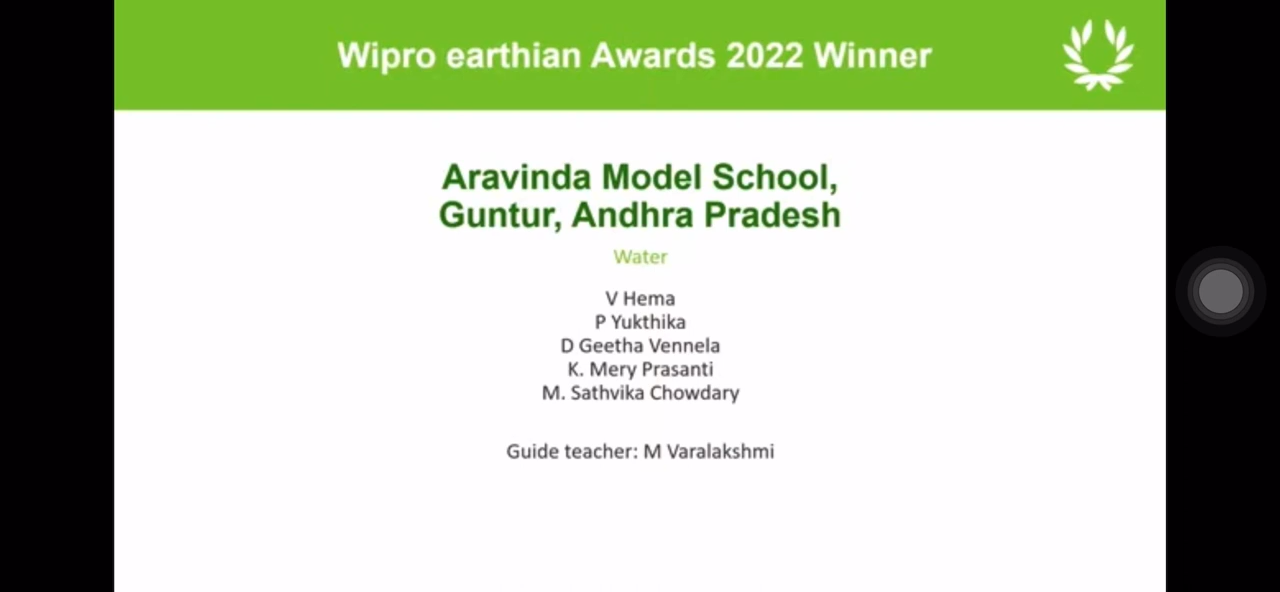 Wipro earthian Awards 2022 Winner
Aravinda Model School,
Guntur, Andhra Pradesh
Water
V Hema
P Yukthika
D Geetha Vennela
K. Mery Prasanti
M. Sathvika Chowdary
Guide teacher: M Varalakshmi